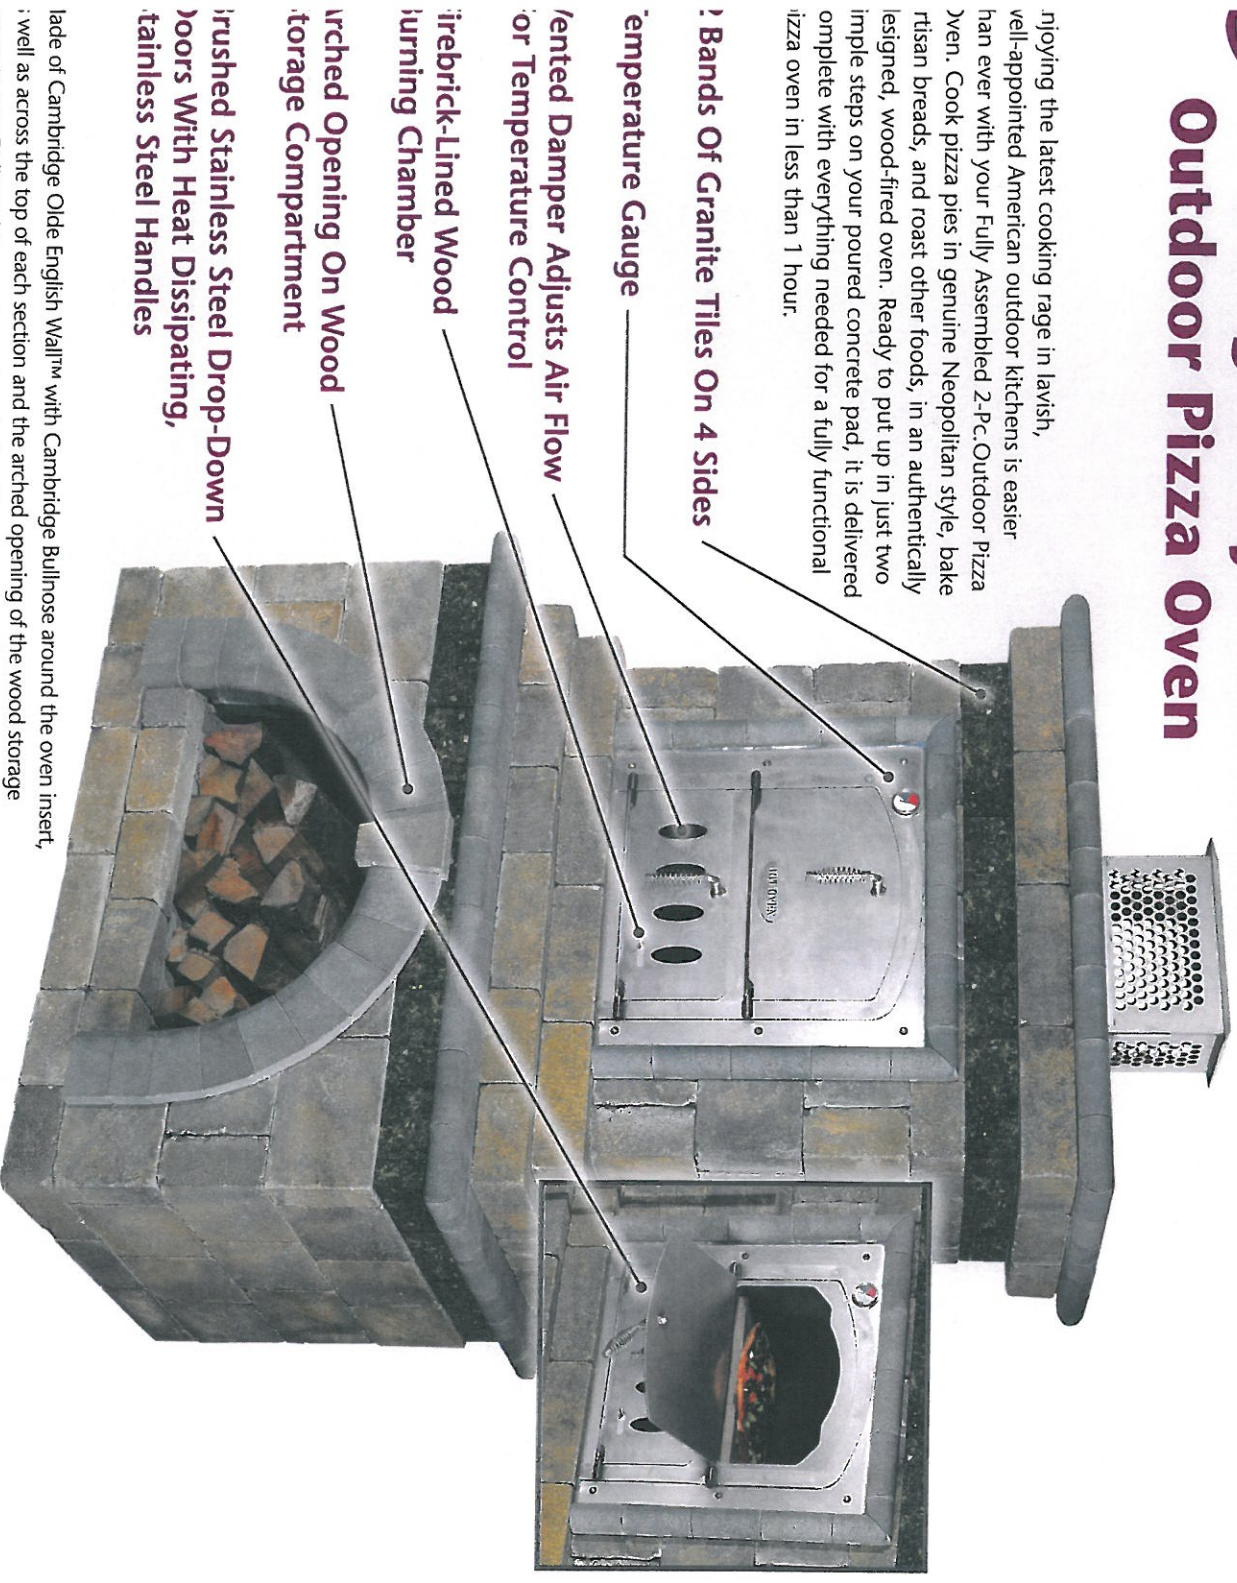 Outdoor Pizza Oven
njoying the latest cooking rage in lavish,
vell-appointed American outdoor kitchens is easier
han ever with your Fully Assembled 2-Pc.Outdoor Pizza
Oven. Cook pizza pies in genuine Neopolitan style, bake
rtisan breads, and roast other foods, in an authentically
lesigned, wood-fired oven. Ready to put up in just two
imple steps on your poured concrete pad, it is delivered
omplete with everything needed for a fully functional
izza oven in less than 1 hour.
2 Bands Of Granite Tiles On 4 Sides
emperature Gauge
Vented Damper Adjusts Air Flow
or Temperature Control
irebrick-Lined Wood
urning Chamber
Arched Opening On Wood
torage Compartment
Brushed Stainless Steel Drop-Down
Doors With Heat Dissipating,
tainless Steel Handles
HOT OVEN!
lade of Cambridge Olde English Wall™ with Cambridge Bullnose around the oven insert,
s well as across the top of each section and the arched opening of the wood storage